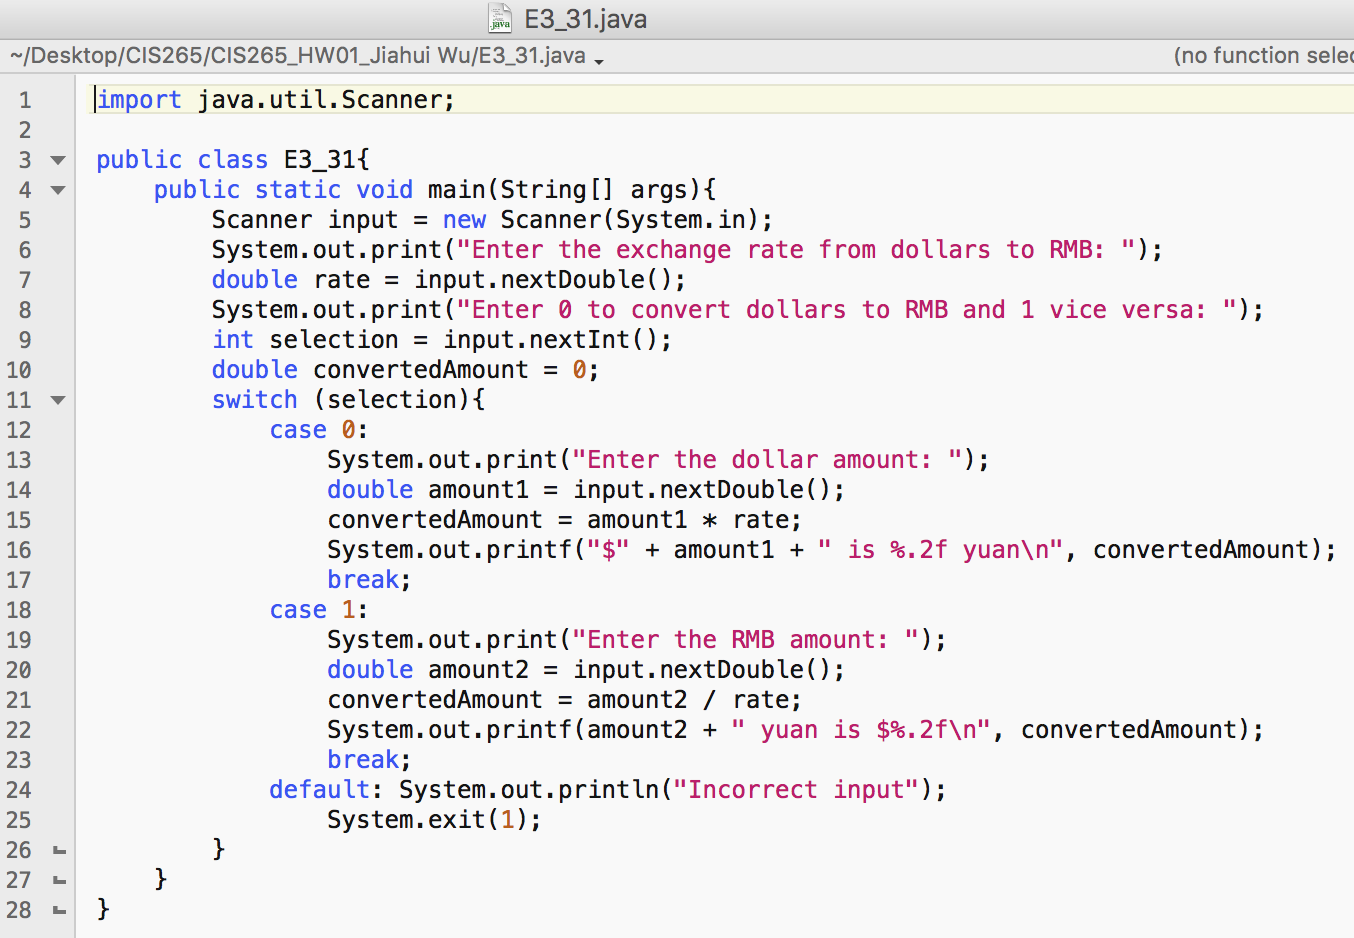 E3_31.java
~/Desktop/CIS265/CIS265_HW01_Jiahui Wu/E3_31.java (no function selec
1 import java.util.Scanner;
2
3 public class E3_31{
4     public static void main(String[] args){
5         Scanner input = new Scanner(System.in);
6         System.out.print("Enter the exchange rate from dollars to RMB: ");
7         double rate = input.nextDouble();
8         System.out.print("Enter 0 to convert dollars to RMB and 1 vice versa: ");
9         int selection = input.nextInt();
10         double convertedAmount = 0;
11         switch (selection){
12             case 0:
13                 System.out.print("Enter the dollar amount: ");
14                 double amount1 = input.nextDouble();
15                 convertedAmount = amount1 * rate;
16                 System.out.printf("$" + amount1 + " is %.2f yuan\n", convertedAmount);
17                 break;
18             case 1:
19                 System.out.print("Enter the RMB amount: ");
20                 double amount2 = input.nextDouble();
21                 convertedAmount = amount2 / rate;
22                 System.out.printf(amount2 + " yuan is $%.2f\n", convertedAmount);
23                 break;
24             default: System.out.println("Incorrect input");
25                 System.exit(1);
26         }
27     }
28 }